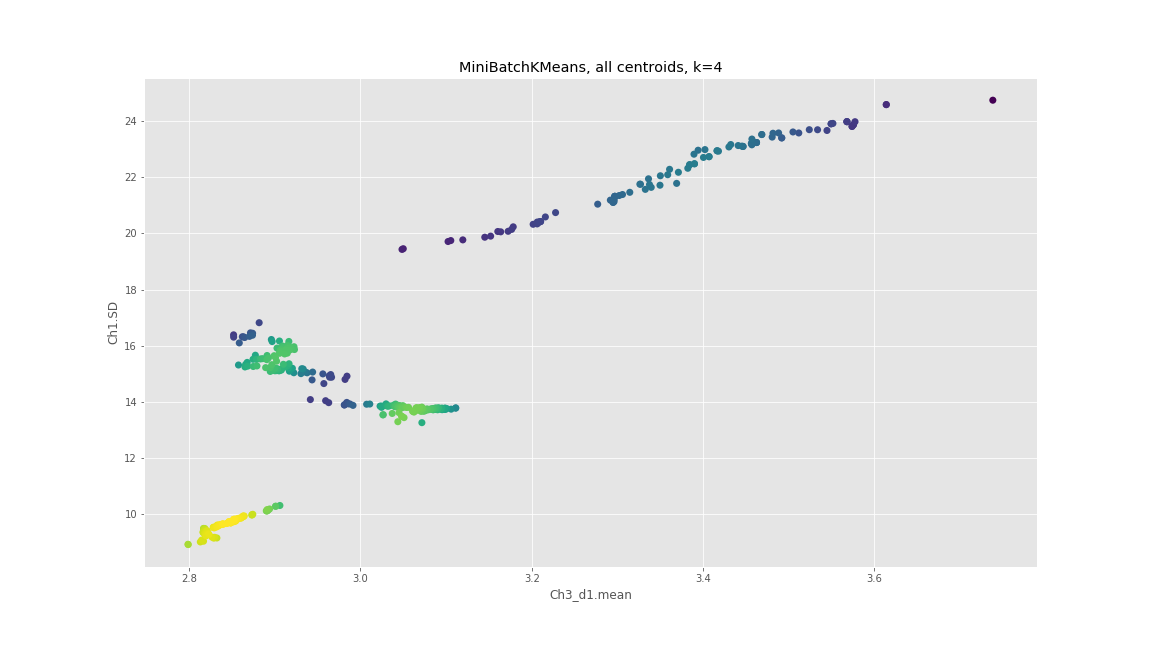 MiniBatchKMeans, all centroids, k=4
Ch1.SD
24
22
20
18
16
14
12
10
2.8 3.0 3.2 3.4 3.6
Ch3_d1.mean